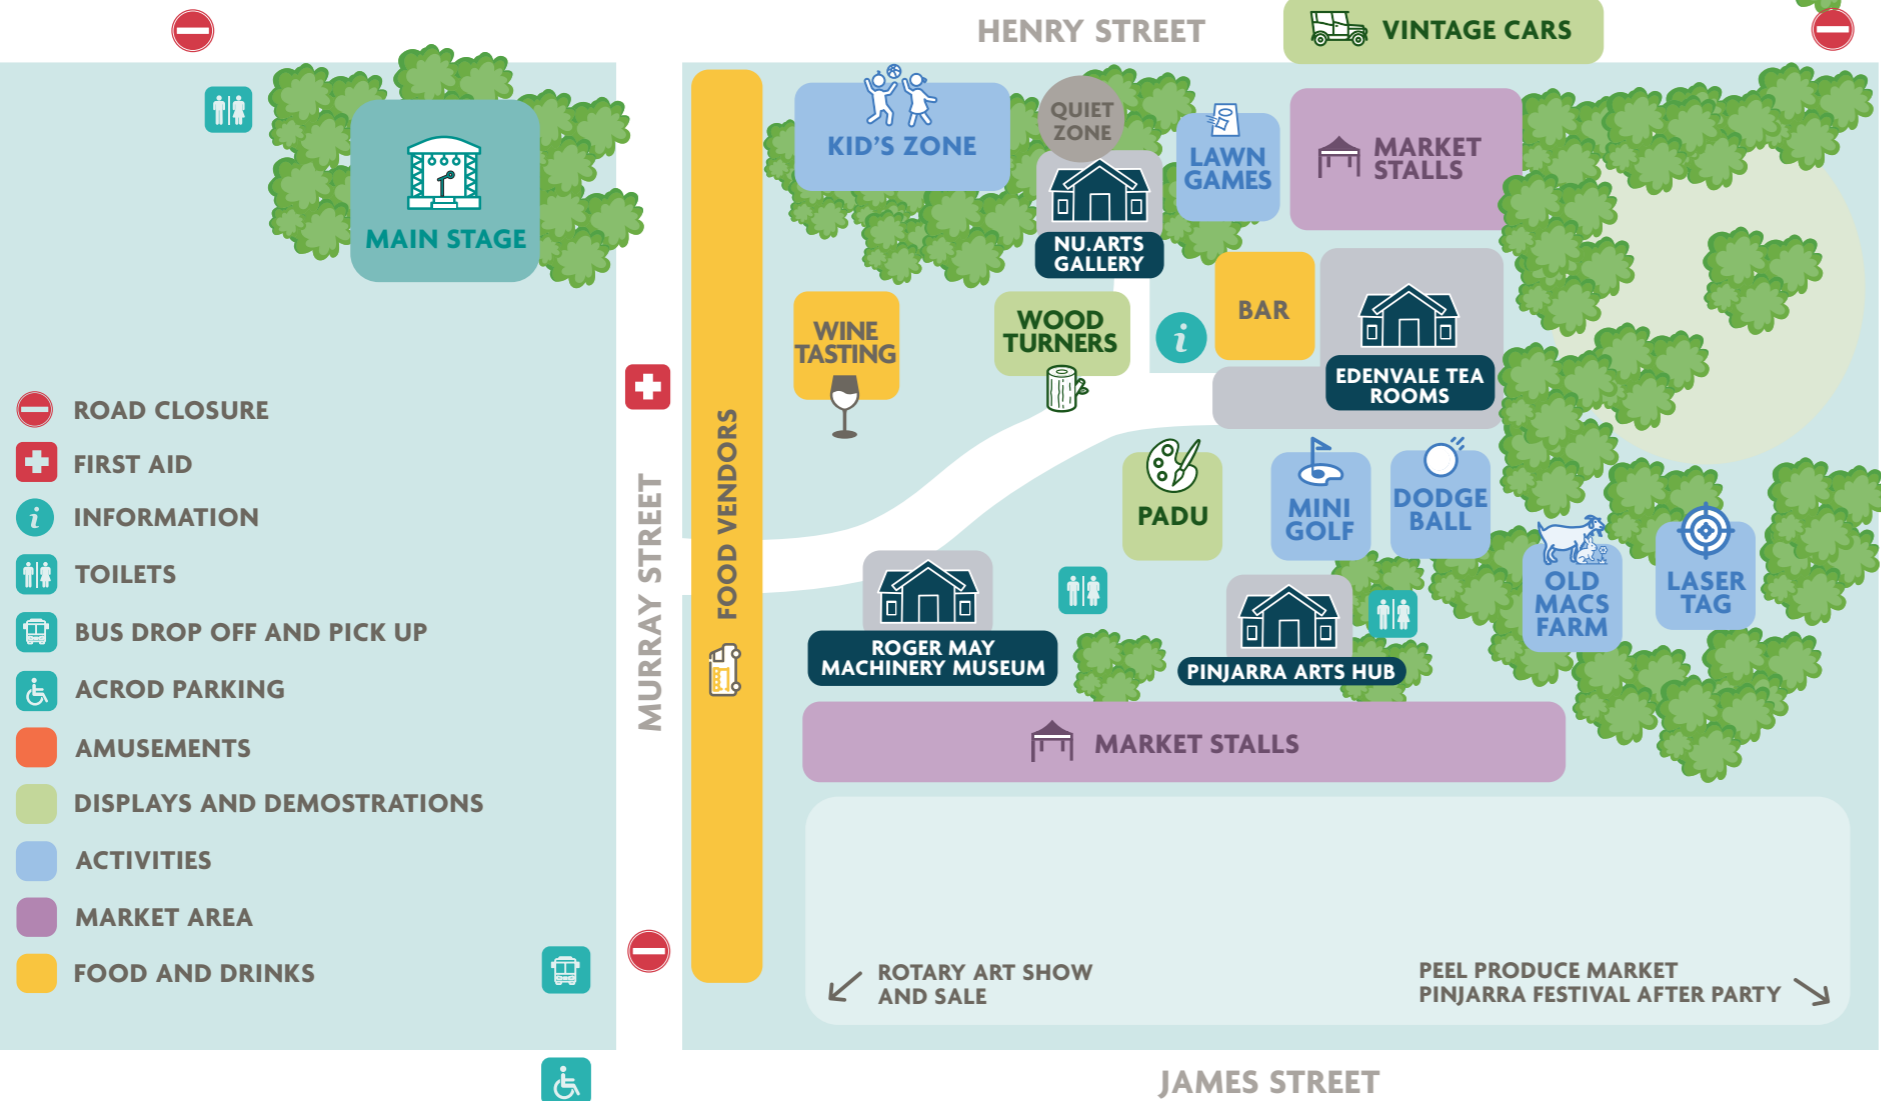 HENRY STREET
VINTAGE CARS
KID'S ZONE
QUIET
ZONE
LAWN
GAMES
MARKET
STALLS
MAIN STAGE
NU.ARTS
GALLERY
WINE
TASTING
WOOD
TURNERS
i
BAR
EDENVALE TEA
ROOMS
ROAD CLOSURE
FIRST AID
i
INFORMATION
TOILETS
BUS DROP OFF AND PICK UP
ACROD PARKING
AMUSEMENTS
DISPLAYS AND DEMOSTRATIONS
ACTIVITIES
MARKET AREA
FOOD AND DRINKS
MURRAY STREET
FOOD VENDORS
PADU
MINI
GOLF
DODGE
BALL
OLD
MACS
FARM
LASER
TAG
ROGER MAY
MACHINERY MUSEUM
PINJARRA ARTS HUB
MARKET STALLS
ROTARY ART SHOW
AND SALE
PEEL PRODUCE MARKET
PINJARRA FESTIVAL AFTER PARTY
JAMES STREET